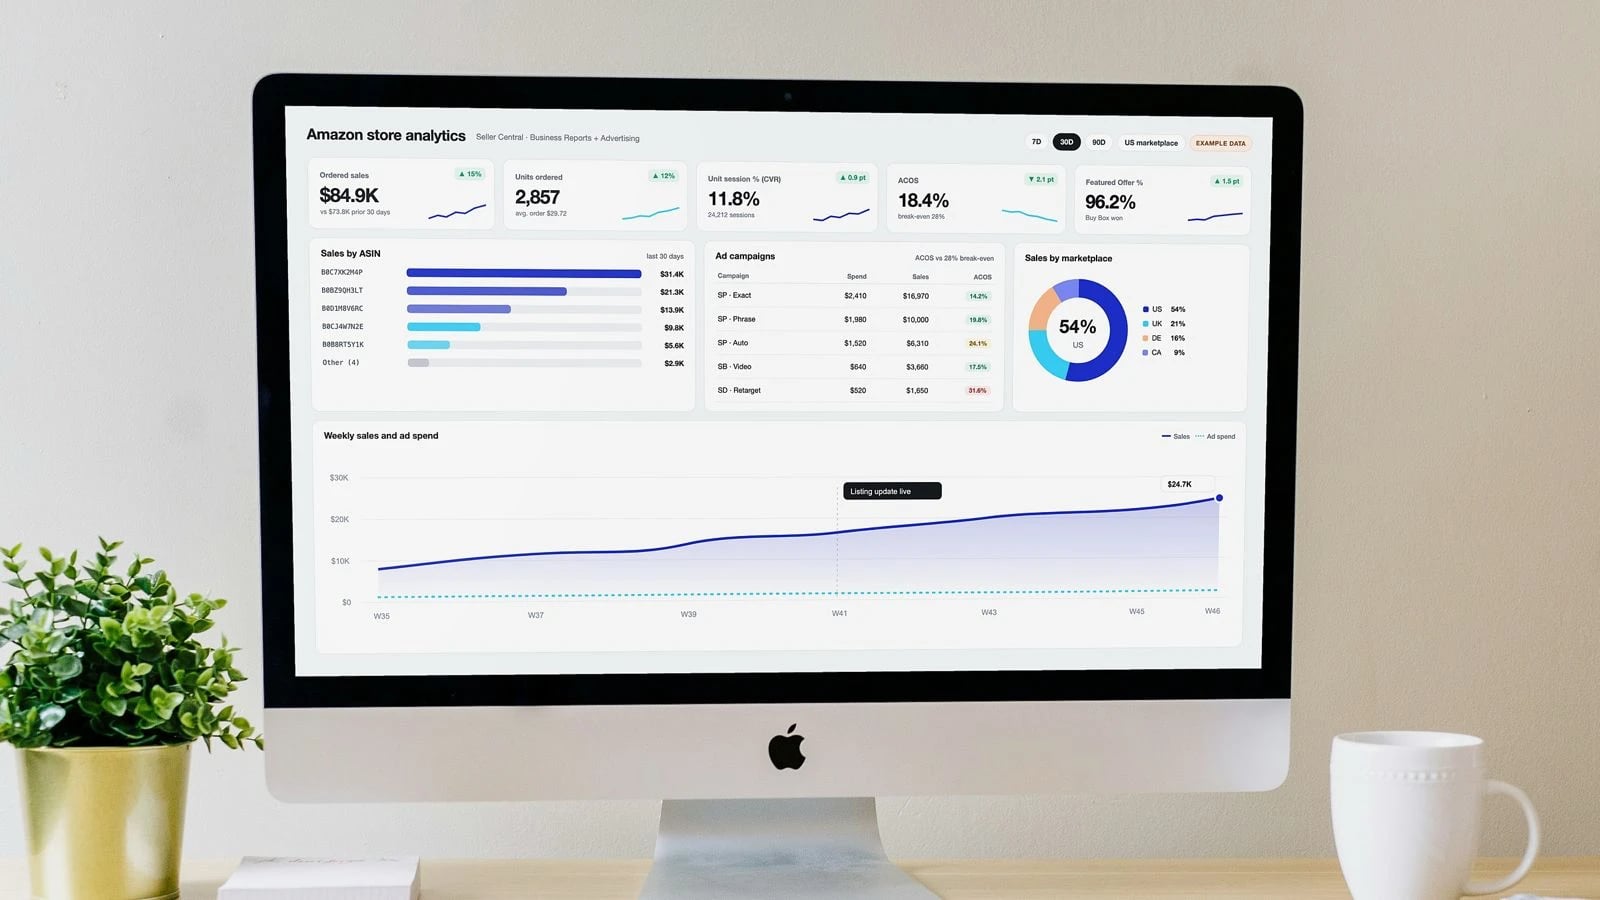 Amazon store analytics
Seller Central · Business Reports + Advertising
7D
30D
90D
US marketplace
EXAMPLE DATA
Ordered sales
▲ 15%
$84.9K
vs $73.8K prior 30 days
Units ordered
▲ 12%
2,857
avg. order $29.72
Unit session % (CVR)
▲ 0.9 pt
11.8%
24,212 sessions
ACOS
▼ 2.1 pt
18.4%
break-even 28%
Featured Offer %
▲ 1.5 pt
96.2%
Buy Box won
Sales by ASIN
last 30 days
B0C7XK2M4P $31.4K
B0BZ9QH3LT $21.3K
B0D1M8V6RC $13.9K
B0CJ4W7N2E $9.8K
B0B8RT5Y1K $5.6K
Other (4) $2.9K
Ad campaigns
ACOS vs 28% break-even
Campaign Spend Sales ACOS
SP · Exact $2,410 $16,970 14.2%
SP · Phrase $1,980 $10,000 19.8%
SP · Auto $1,520 $6,310 24.1%
SB · Video $640 $3,660 17.5%
SD · Retarget $520 $1,650 31.6%
Sales by marketplace
54%
US
US 54%
UK 21%
DE 16%
CA 9%
Weekly sales and ad spend
Sales
Ad spend
$30K
$20K
$10K
$0
Listing update live
$24.7K
W35 W37 W39 W41 W43 W45 W46